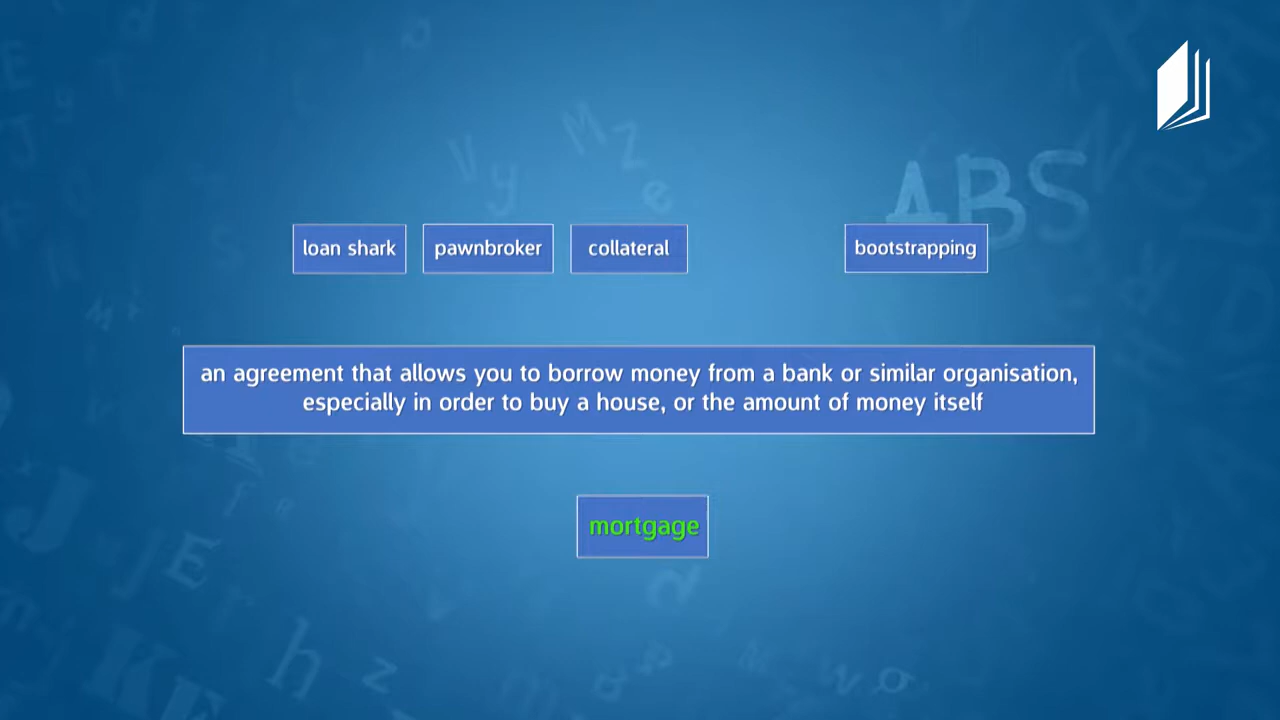 loan shark pawnbroker collateral bootstrapping
an agreement that allows you to borrow money from a bank or similar organisation,
especially in order to buy a house, or the amount of money itself
mortgage